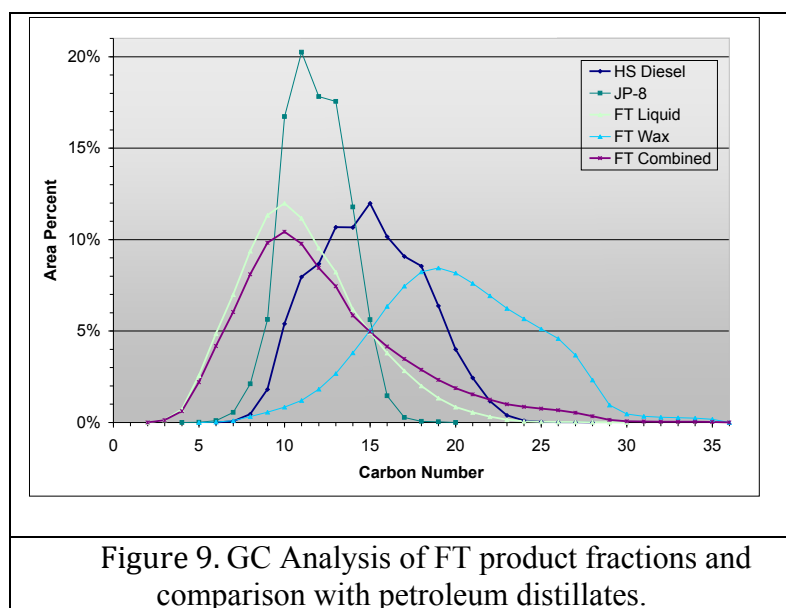 20%
15%
10%
5%
0%
Area Percent
HS Diesel
JP-8
FT Liquid
FT Wax
FT Combined
0 5 10 15 20 25 30 35
Carbon Number
Figure 9. GC Analysis of FT product fractions and
comparison with petroleum distillates.